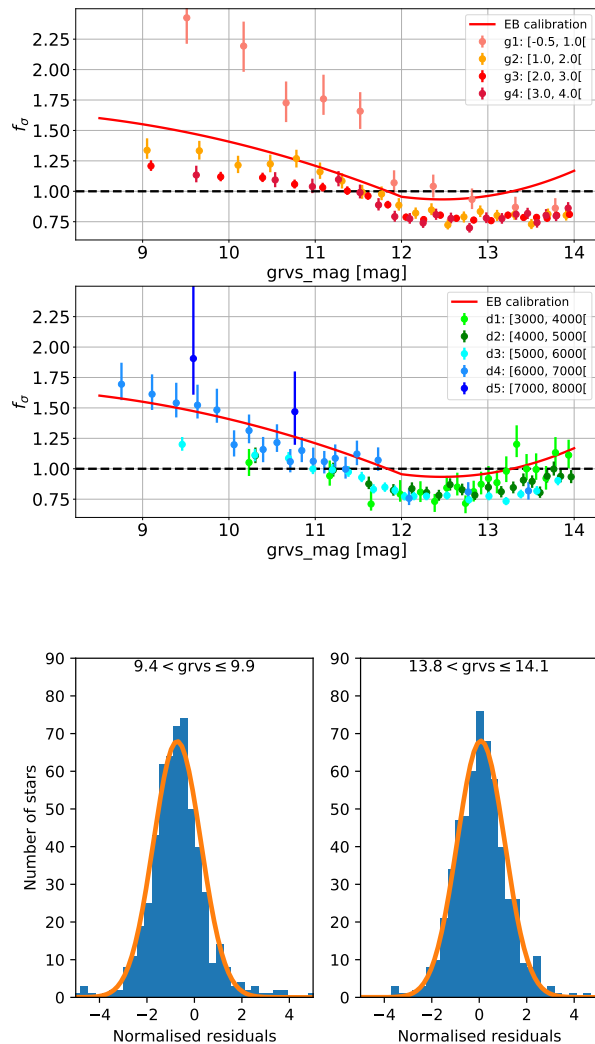 2.25
2.00
1.75
1.50
1.25
1.00
0.75
fσ
EB calibration
g1: [-0.5, 1.0[
g2: [1.0, 2.0[
g3: [2.0, 3.0[
g4: [3.0, 4.0[
9 10 11 12 13 14
grvs_mag [mag]
2.25
2.00
1.75
1.50
1.25
1.00
0.75
fσ
EB calibration
d1: [3000, 4000[
d2: [4000, 5000[
d3: [5000, 6000[
d4: [6000, 7000[
d5: [7000, 8000[
9 10 11 12 13 14
grvs_mag [mag]
90
80
70
60
50
40
30
20
10
0
Number of stars
9.4 < grvs ≤ 9.9
−4 −2 0 2 4
Normalised residuals
90
80
70
60
50
40
30
20
10
0
13.8 < grvs ≤ 14.1
−4 −2 0 2 4
Normalised residuals